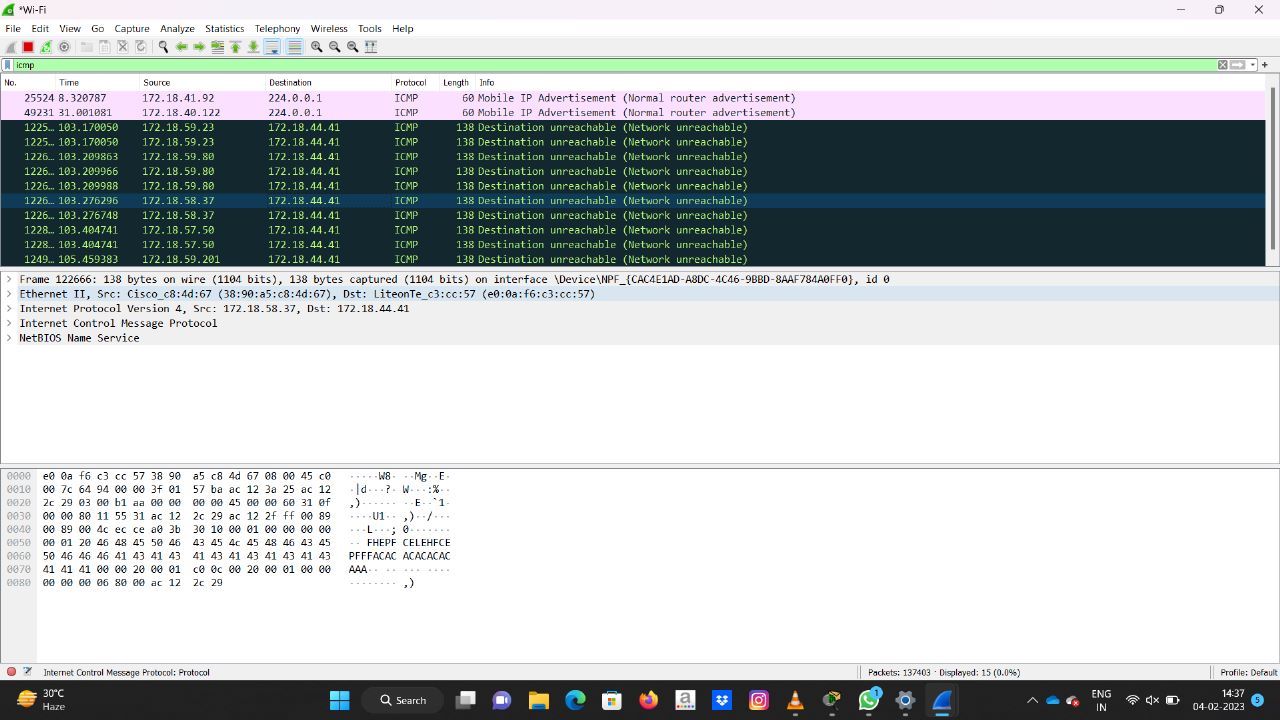 *Wi-Fi
File Edit View Go Capture Analyze Statistics Telephony Wireless Tools Help
icmp
No. Time Source Destination Protocol Length Info
25524 8.320787 172.18.41.92 224.0.0.1 ICMP 60 Mobile IP Advertisement (Normal router advertisement)
49231 31.001081 172.18.40.122 224.0.0.1 ICMP 60 Mobile IP Advertisement (Normal router advertisement)
1225… 103.170050 172.18.59.23 172.18.44.41 ICMP 138 Destination unreachable (Network unreachable)
1225… 103.170050 172.18.59.23 172.18.44.41 ICMP 138 Destination unreachable (Network unreachable)
1226… 103.209863 172.18.59.80 172.18.44.41 ICMP 138 Destination unreachable (Network unreachable)
1226… 103.209966 172.18.59.80 172.18.44.41 ICMP 138 Destination unreachable (Network unreachable)
1226… 103.209988 172.18.59.80 172.18.44.41 ICMP 138 Destination unreachable (Network unreachable)
1226… 103.276296 172.18.58.37 172.18.44.41 ICMP 138 Destination unreachable (Network unreachable)
1226… 103.276748 172.18.58.37 172.18.44.41 ICMP 138 Destination unreachable (Network unreachable)
1228… 103.404741 172.18.57.50 172.18.44.41 ICMP 138 Destination unreachable (Network unreachable)
1228… 103.404741 172.18.57.50 172.18.44.41 ICMP 138 Destination unreachable (Network unreachable)
1249… 105.459383 172.18.59.201 172.18.44.41 ICMP 138 Destination unreachable (Network unreachable)
Frame 122666: 138 bytes on wire (1104 bits), 138 bytes captured (1104 bits) on interface \Device\NPF_{CAC4E1AD-A8DC-4C46-9BBD-8AAF784A0FF0}, id 0
Ethernet II, Src: Cisco_c8:4d:67 (38:90:a5:c8:4d:67), Dst: LiteonTe_c3:cc:57 (e0:0a:f6:c3:cc:57)
Internet Protocol Version 4, Src: 172.18.58.37, Dst: 172.18.44.41
Internet Control Message Protocol
NetBIOS Name Service
0000 e0 0a f6 c3 cc 57 38 90 a5 c8 4d 67 08 00 45 c0 ·····W8· ··Mg··E·
0010 00 7c 64 94 00 00 3f 01 57 ba ac 12 3a 25 ac 12 ·|d···?· W···:%··
0020 2c 29 03 00 b1 aa 00 00 00 00 45 00 00 60 31 0f ,)······ ··E··`1·
0030 00 00 80 11 55 31 ac 12 2c 29 ac 12 2f ff 00 89 ····U1·· ,)··/···
0040 00 89 00 4c ec ce a0 3b 30 10 00 01 00 00 00 00 ···L···; 0·······
0050 00 01 20 46 48 45 50 46 43 45 4c 45 48 46 43 45 ·· FHEPF CELEHFCE
0060 50 46 46 46 41 43 41 43 41 43 41 43 41 43 41 43 PFFFACAC ACACACAC
0070 41 41 41 00 00 20 00 01 c0 0c 00 20 00 01 00 00 AAA·· ·· ··· ····
0080 00 00 00 06 80 00 ac 12 2c 29 ········ ,)
Internet Control Message Protocol: Protocol Packets: 137403 · Displayed: 15 (0.0%) Profile: Default
30°C
Haze
Search
1
ENG
IN
14:37
04-02-2023
5